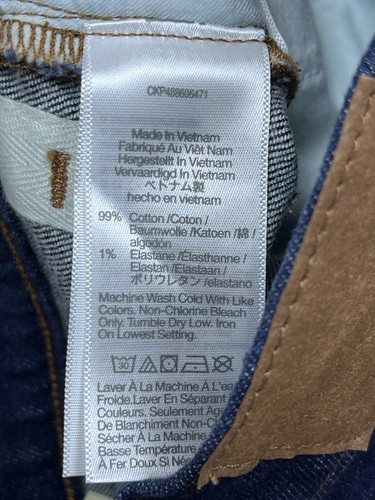 CKP488606471
Made In Vietnam
Fabriqué Au Viêt Nam
Hergestellt In Vietnam
Vervaardigd In Vietnam
ベトナム製
hecho en vietnam
99% Cotton /Coton /
Baumwolle /Katoen /綿 /
algodón
1% Elastane /Élasthanne /
Elastan /Elastaan /
ポリウレタン /elastano
Machine Wash Cold With Like
Colors. Non-Chlorine Bleach
Only. Tumble Dry Low. Iron
On Lowest Setting.
30
Laver À La Machine À L'ea
Froide.Laver En Séparant
Couleurs. Seulement Age
De Blanchiment Non-C
Sécher À La Machine
Basse Température
À Fer Doux Si Né